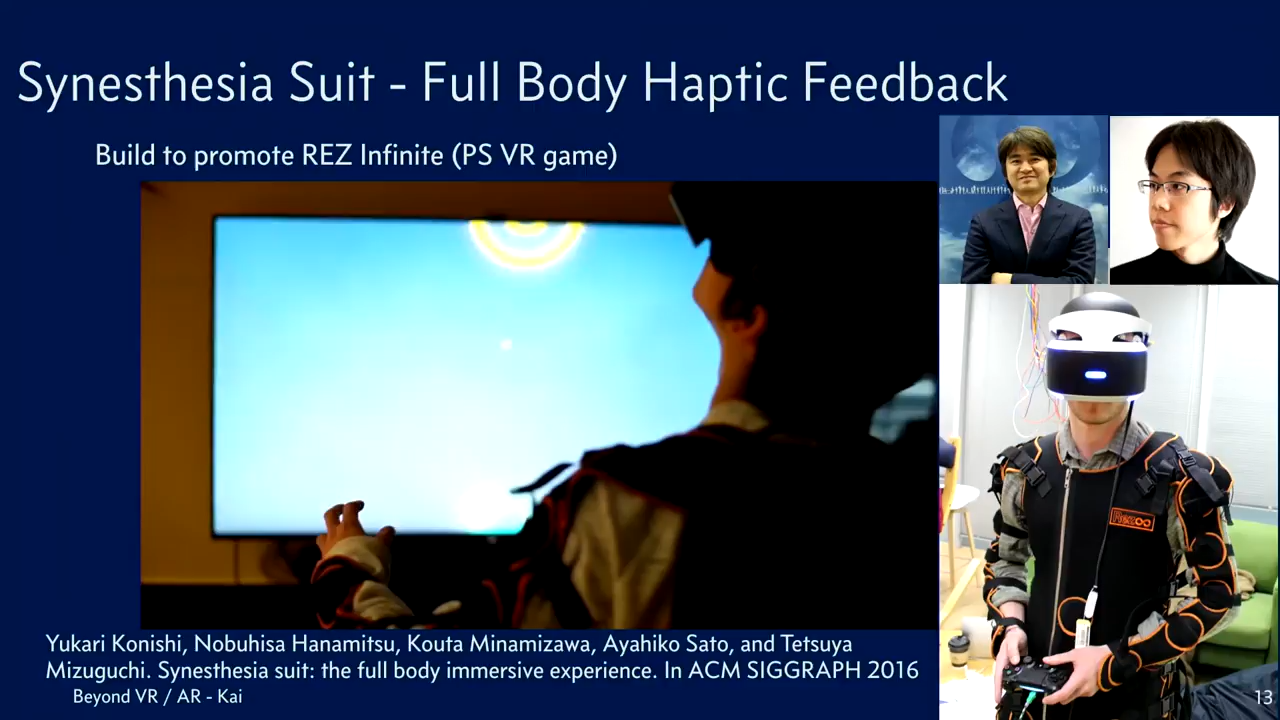 Synesthesia Suit - Full Body Haptic Feedback
Build to promote REZ Infinite (PS VR game)
Yukari Konishi, Nobuhisa Hanamitsu, Kouta Minamizawa, Ayahiko Sato, and Tetsuya
Mizuguchi. Synesthesia suit: the full body immersive experience. In ACM SIGGRAPH 2016
Beyond VR / AR - Kai
13